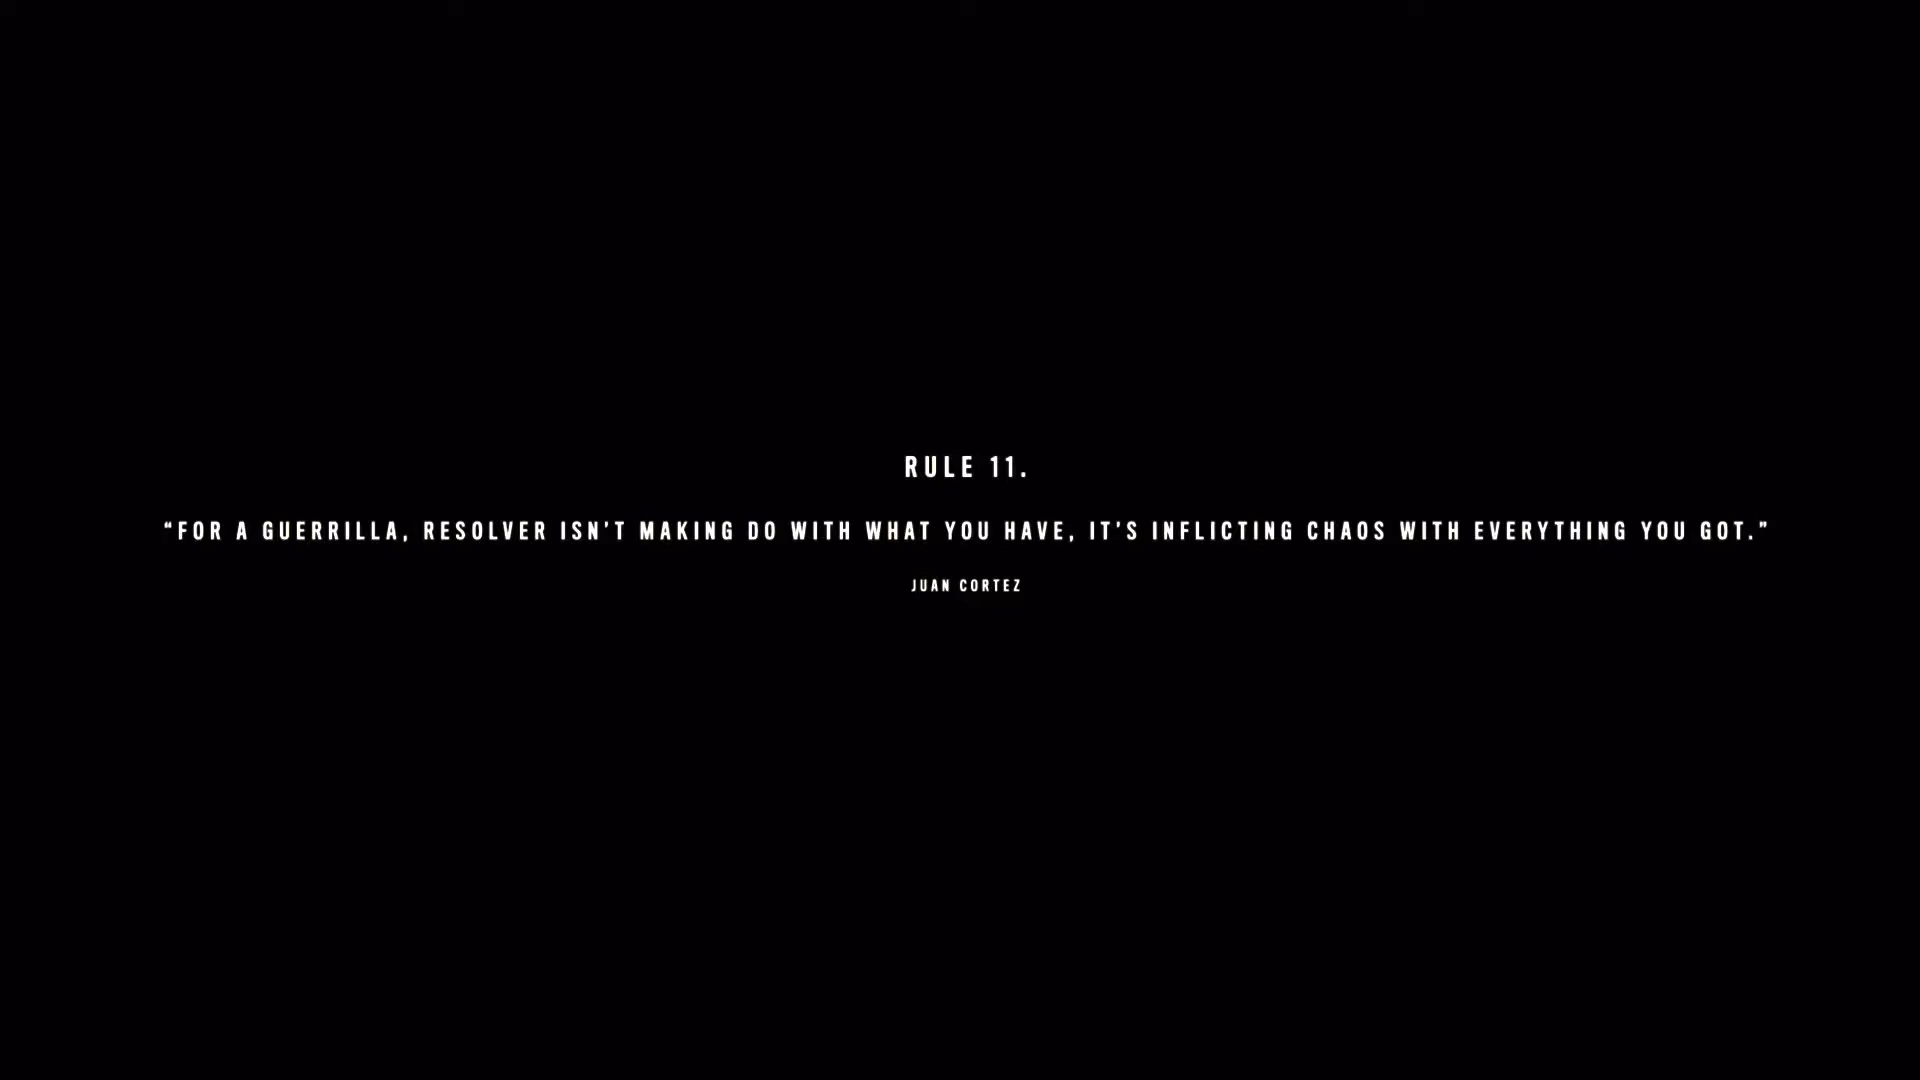 RULE 11.
“FOR A GUERRILLA, RESOLVER ISN’T MAKING DO WITH WHAT YOU HAVE, IT’S INFLICTING CHAOS WITH EVERYTHING YOU GOT.”
JUAN CORTEZ